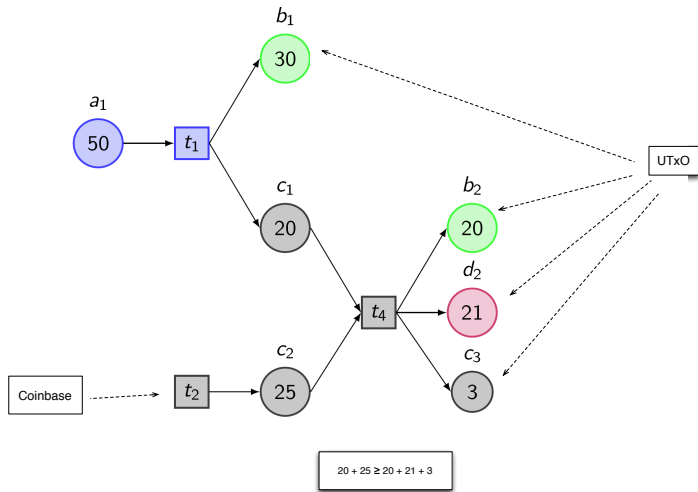 b₁
30
a₁
50
t₁
UTxO
c₁
20
b₂
20
d₂
21
t₄
c₂
25
c₃
3
t₂
Coinbase
20 + 25 ≥ 20 + 21 + 3